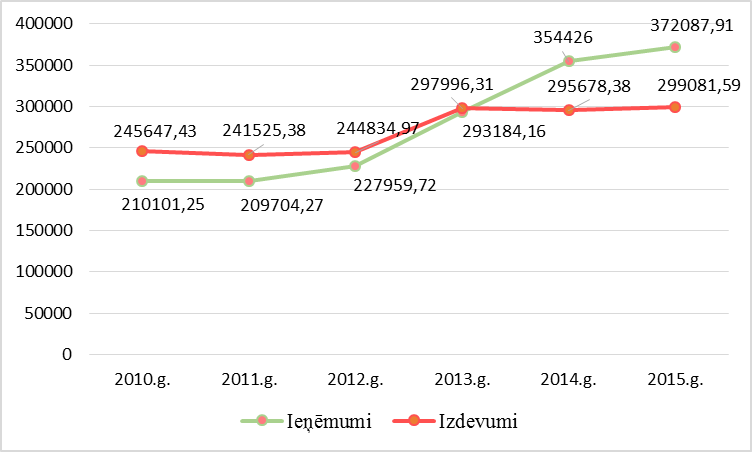 400000
350000
300000
250000
200000
150000
100000
50000
0
245647,43
241525,38
244834,97
297996,31
295678,38
299081,59
210101,25
209704,27
227959,72
293184,16
354426
372087,91
2010.g.
2011.g.
2012.g.
2013.g.
2014.g.
2015.g.
Ieņēmumi
Izdevumi